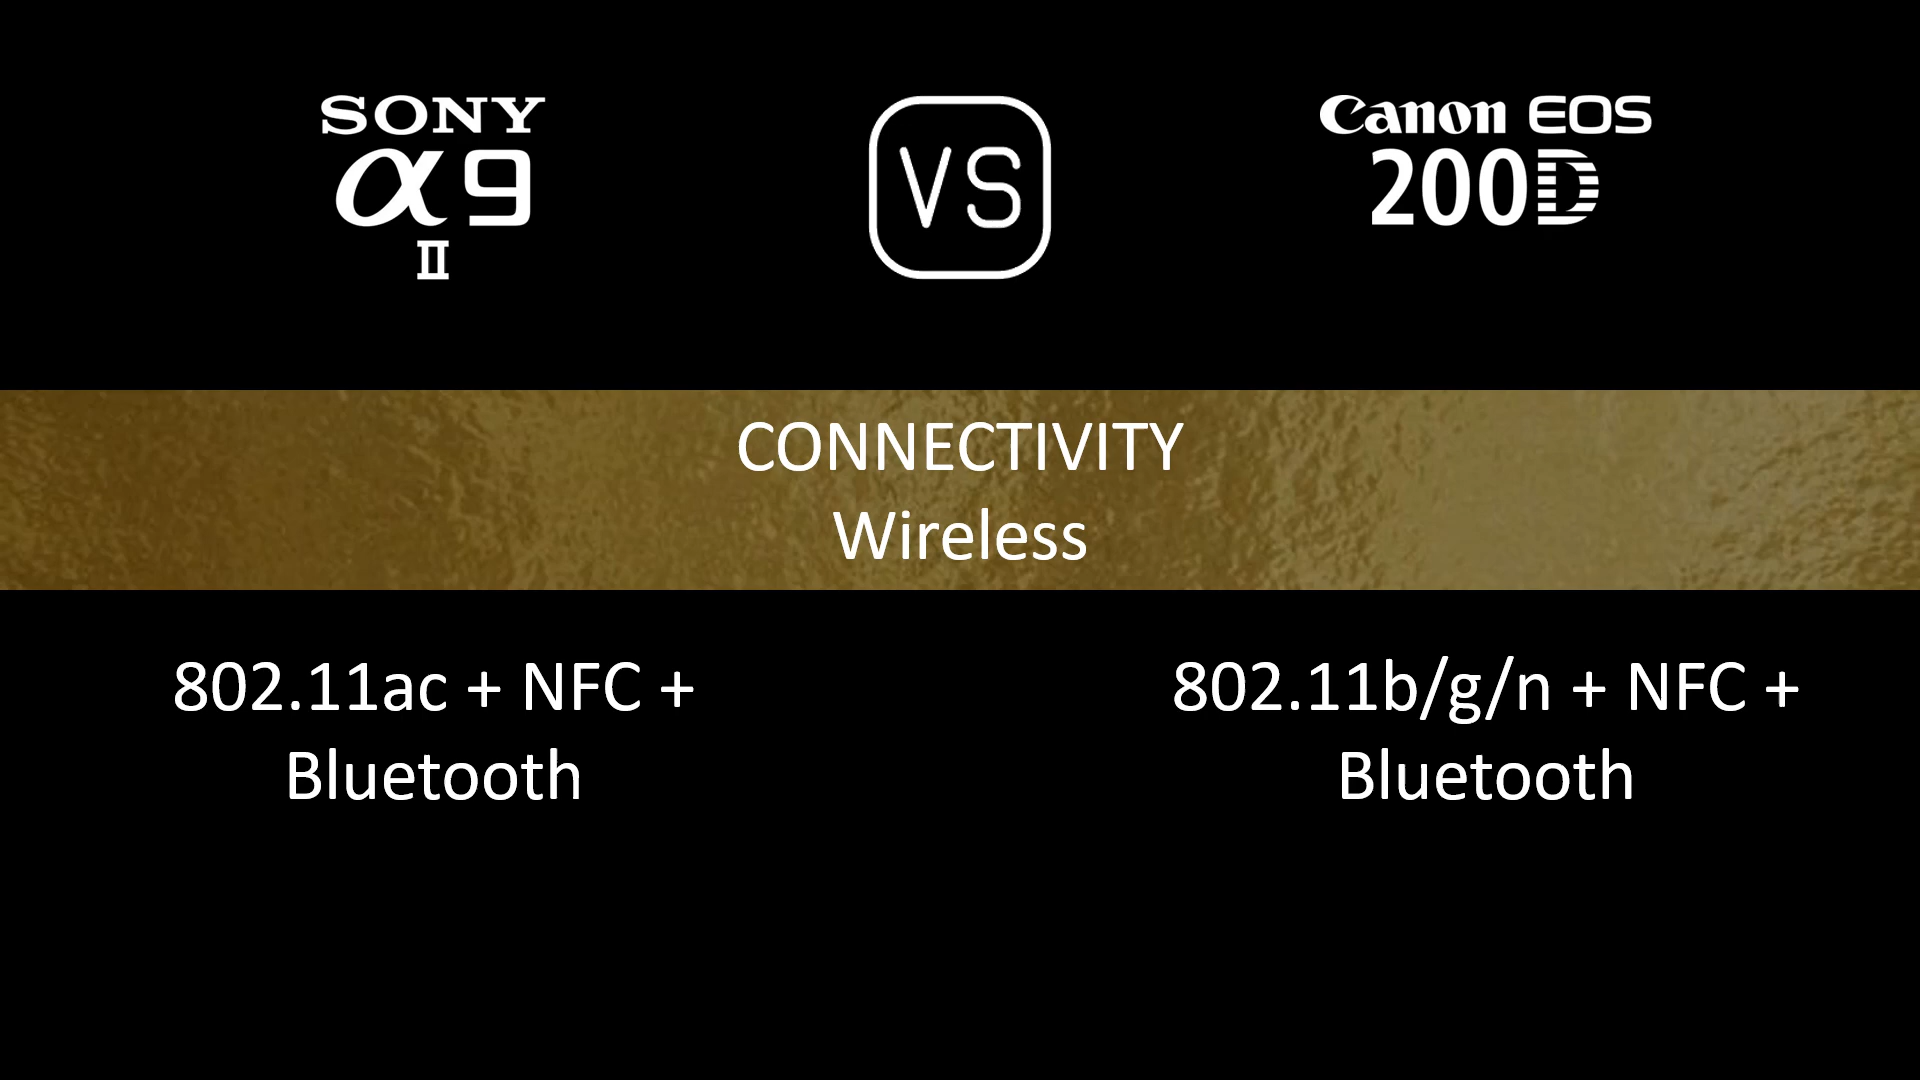 SONY
α9
II
VS
Canon EOS
200D
CONNECTIVITY
Wireless
802.11ac + NFC +
Bluetooth
802.11b/g/n + NFC +
Bluetooth